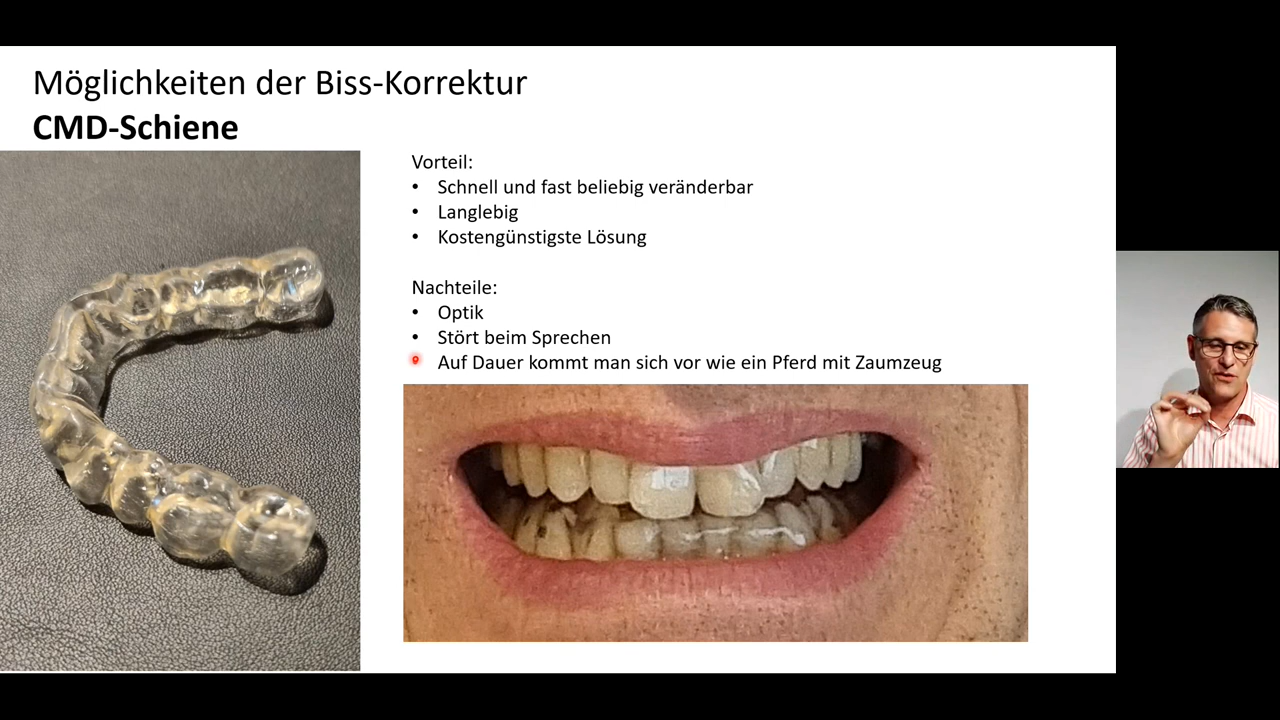 Möglichkeiten der Biss-Korrektur
CMD-Schiene
Vorteil:
• Schnell und fast beliebig veränderbar
• Langlebig
• Kostengünstigste Lösung
Nachteile:
• Optik
• Stört beim Sprechen
• Auf Dauer kommt man sich vor wie ein Pferd mit Zaumzeug